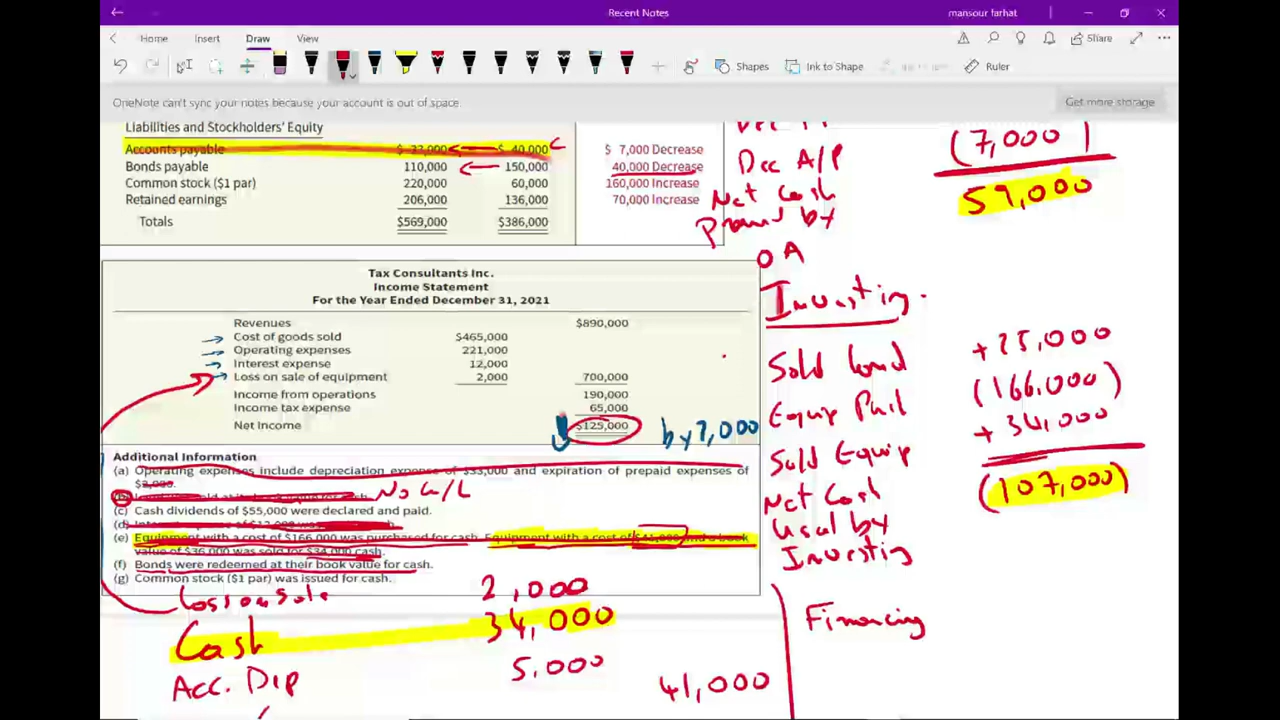 Recent Notes
mansour farhat
Home Insert Draw View
Share
Shapes Ink to Shape Ruler
OneNote can't sync your notes because your account is out of space.
Get more storage
Liabilities and Stockholders' Equity
Accounts payable $ 33,000 $ 40,000 $ 7,000 Decrease
Bonds payable 110,000 150,000 40,000 Decrease
Common stock ($1 par) 220,000 60,000 160,000 Increase
Retained earnings 206,000 136,000 70,000 Increase
Totals $569,000 $386,000
Tax Consultants Inc.
Income Statement
For the Year Ended December 31, 2021
Revenues $890,000
Cost of goods sold $465,000
Operating expenses 221,000
Interest expense 12,000
Loss on sale of equipment 2,000 700,000
Income from operations 190,000
Income tax expense 65,000
Net Income $125,000
by 2,000
Additional Information
(a) Operating expenses include depreciation expense of $33,000 and expiration of prepaid expenses of
$2,000.
No G/L
(c) Cash dividends of $55,000 were declared and paid.
(e) Equipment with a cost of $166,000 was purchased for cash. Equipment with a cost of $41,000 and a book
value of $36,000 was sold for $34,000 cash.
(f) Bonds were redeemed at their book value for cash.
(g) Common stock ($1 par) was issued for cash.
Loss on Sale 2,000
Cash 34,000
Acc. Dep 5,000
41,000
Dec A/P (7,000)
Net Cash 59,000
by
OA
Investing
Sold Land +25,000
Equip Paid (166,000)
Sold Equip +34,000
Net Cash (107,000)
Used by
Investing
Financing